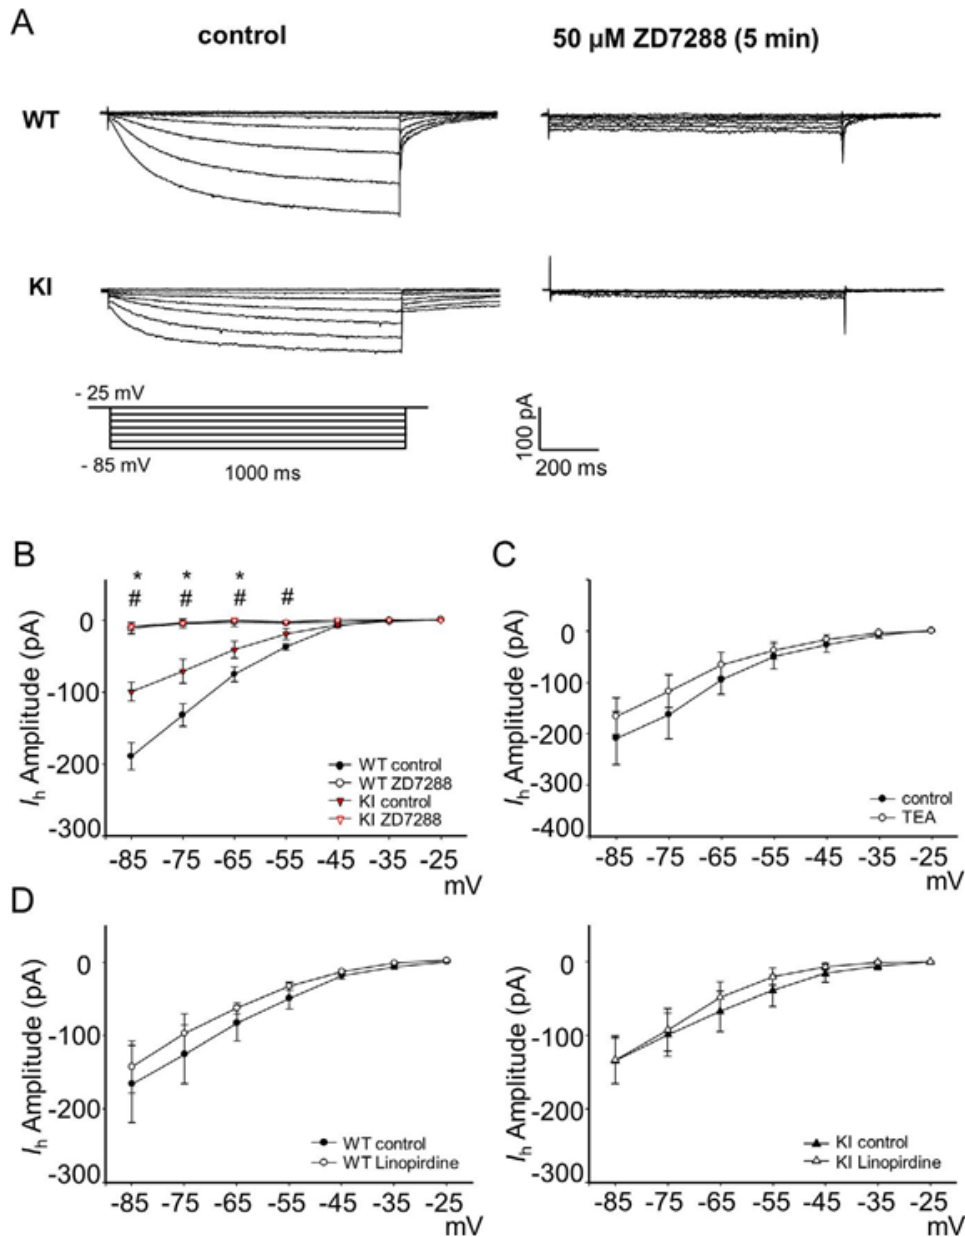 A
control
50 µM ZD7288 (5 min)
WT
KI
- 25 mV
- 85 mV
1000 ms
100 pA
200 ms
B
* * *
# # # #
Ih Amplitude (pA)
0
-100
-200
-300
WT control
WT ZD7288
KI control
KI ZD7288
-85 -75 -65 -55 -45 -35 -25
mV
C
Ih Amplitude (pA)
0
-100
-200
-300
-400
control
TEA
-85 -75 -65 -55 -45 -35 -25
mV
D
Ih Amplitude (pA)
0
-100
-200
-300
WT control
WT Linopirdine
-85 -75 -65 -55 -45 -35 -25
mV
Ih Amplitude (pA)
0
-100
-200
-300
KI control
KI Linopirdine
-85 -75 -65 -55 -45 -35 -25
mV